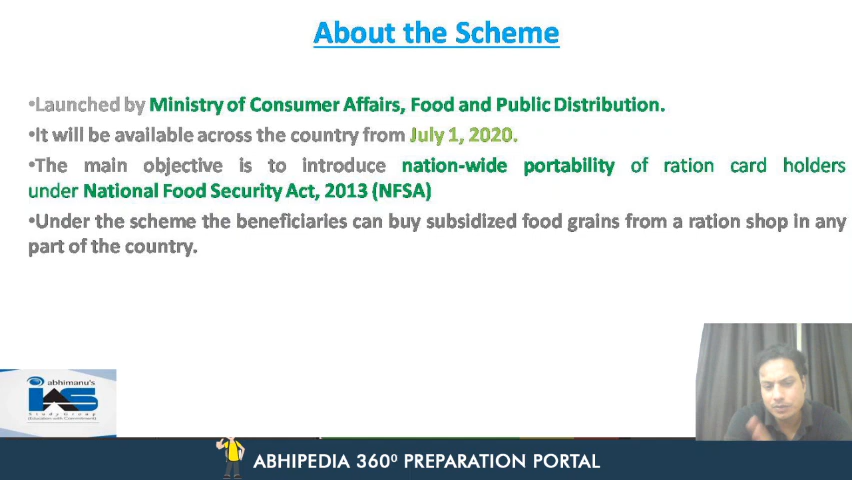 About the Scheme
•Launched by Ministry of Consumer Affairs, Food and Public Distribution.
•It will be available across the country from July 1, 2020.
•The main objective is to introduce nation-wide portability of ration card holders
under National Food Security Act, 2013 (NFSA)
•Under the scheme the beneficiaries can buy subsidized food grains from a ration shop in any
part of the country.
abhimanu's
ias
Study Group
ABHIPEDIA 360⁰ PREPARATION PORTAL